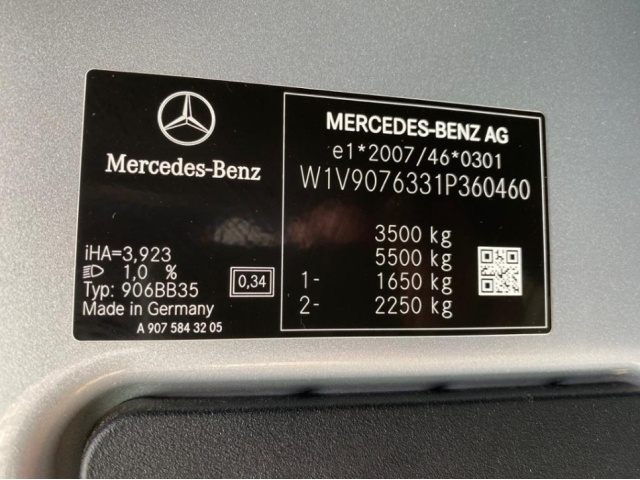 Mercedes-Benz
iHA=3,923
1,0 %
Typ: 906BB35
Made in Germany
0,34
A 907 584 32 05
MERCEDES-BENZ AG
e1*2007/46*0301
W1V9076331P360460
3500 kg
5500 kg
1- 1650 kg
2- 2250 kg